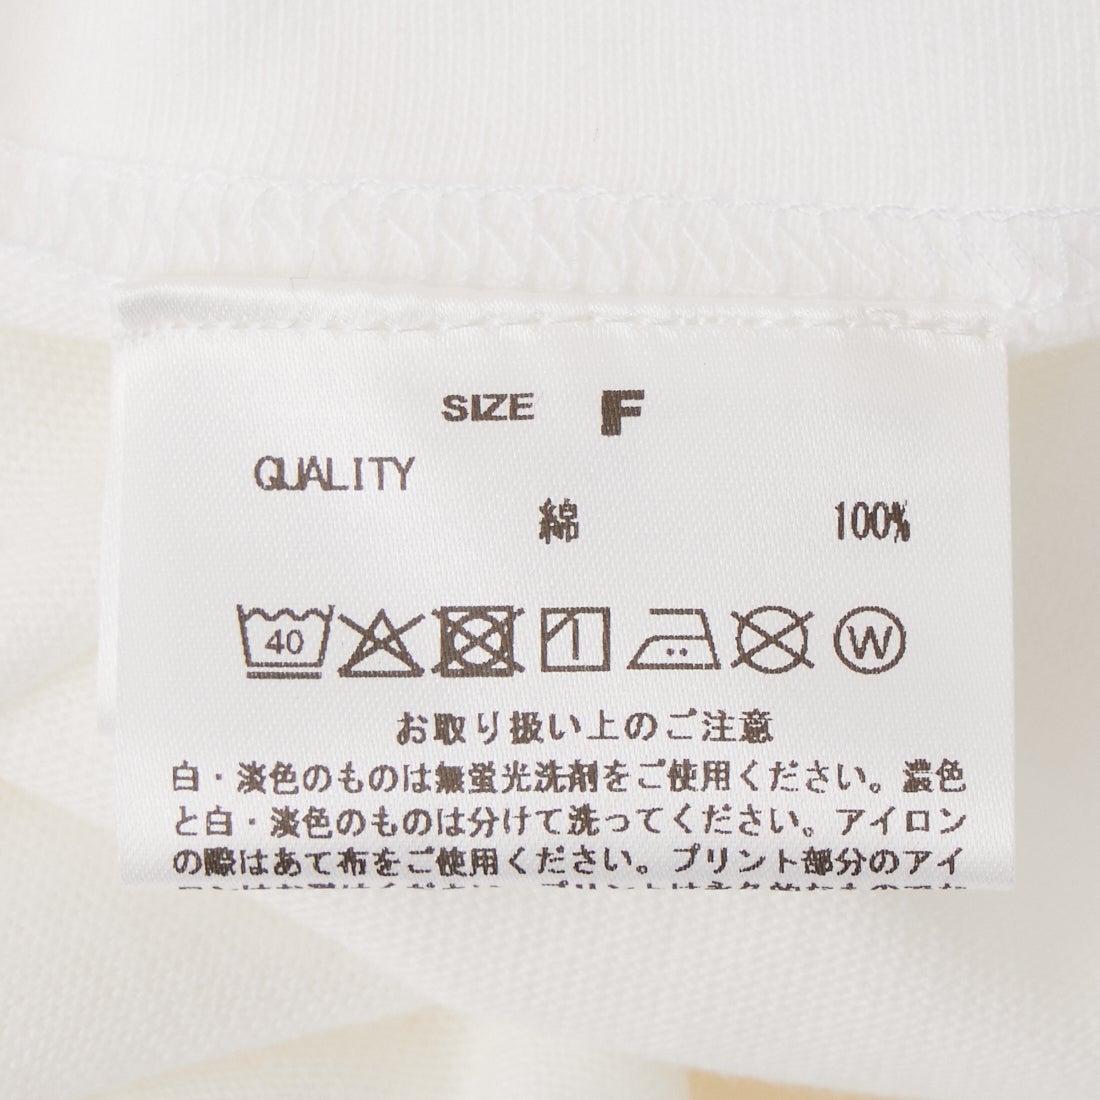 SIZE F
QUALITY
綿 100%
40 W
お取り扱い上のご注意
白・淡色のものは無蛍光洗剤をご使用ください。濃色
と白・淡色のものは分けて洗ってください。アイロン
の際はあて布をご使用ください。プリント部分のアイ